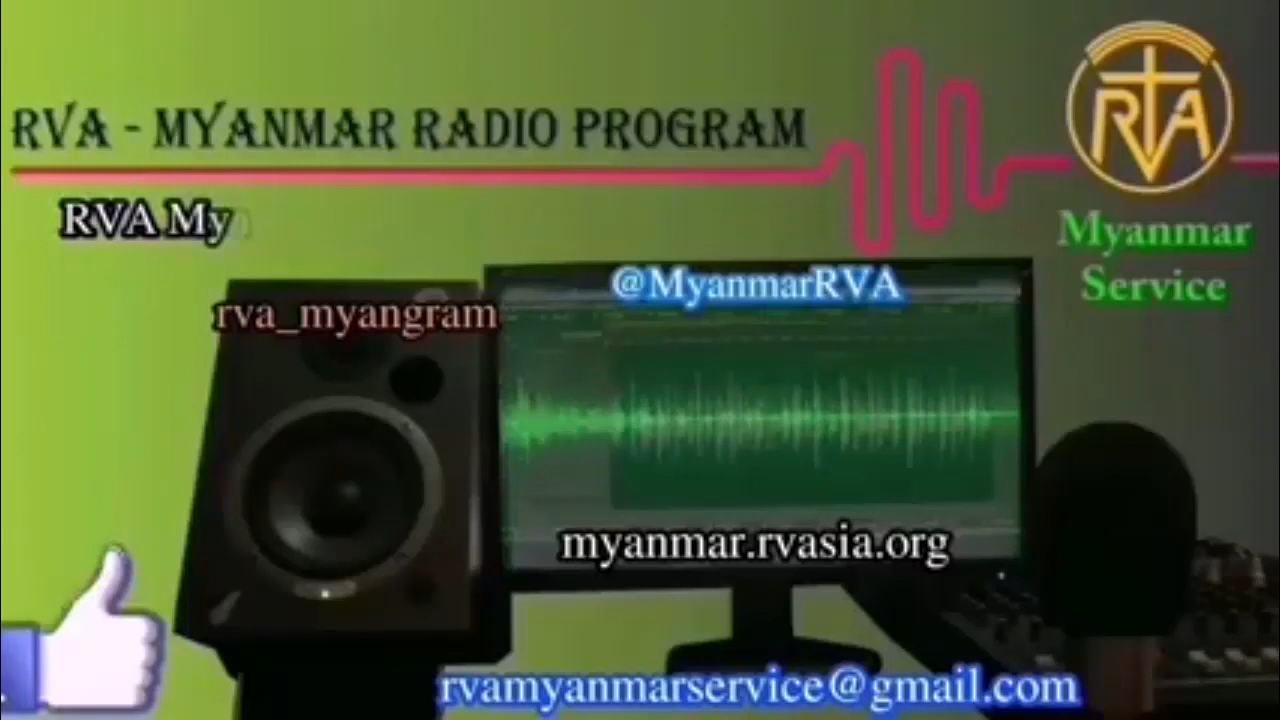 RVA - MYANMAR RADIO PROGRAM
RTA
RVA My
Myanmar
Service
@MyanmarRVA
rva_myangram
myanmar.rvasia.org
rvamyanmarservice@gmail.com